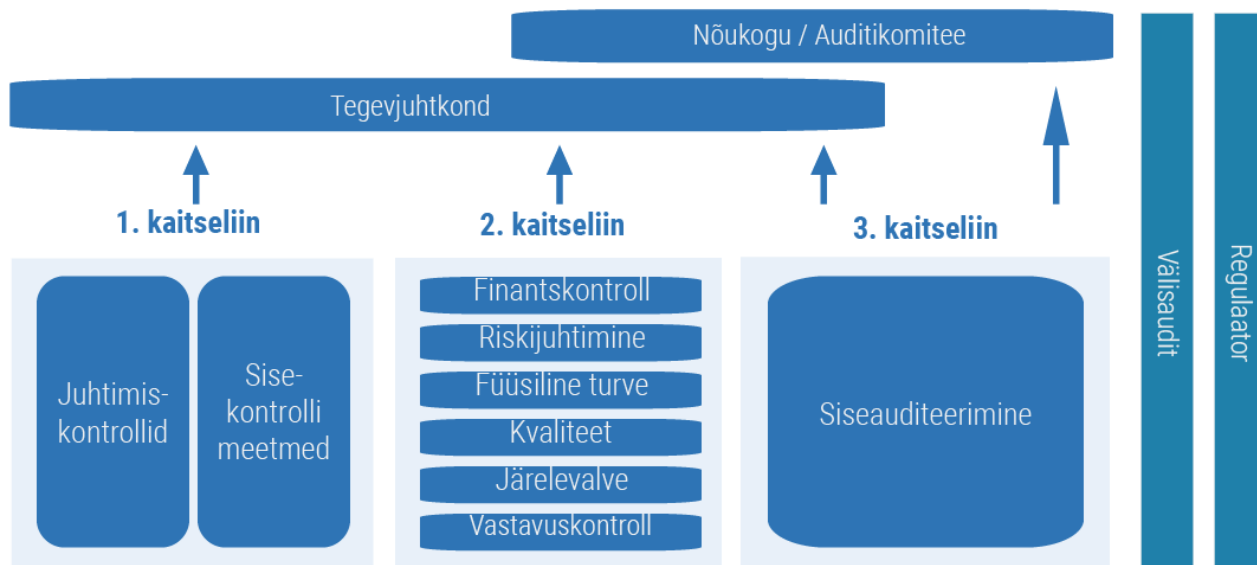 Nõukogu / Auditikomitee
Tegevjuhtkond
1. kaitseliin
2. kaitseliin
3. kaitseliin
Juhtimis-
kontrollid
Sise-
kontrolli
meetmed
Finantskontroll
Riskijuhtimine
Füüsiline turve
Kvaliteet
Järelevalve
Vastavuskontroll
Siseauditeerimine
Välisaudit
Regulaator